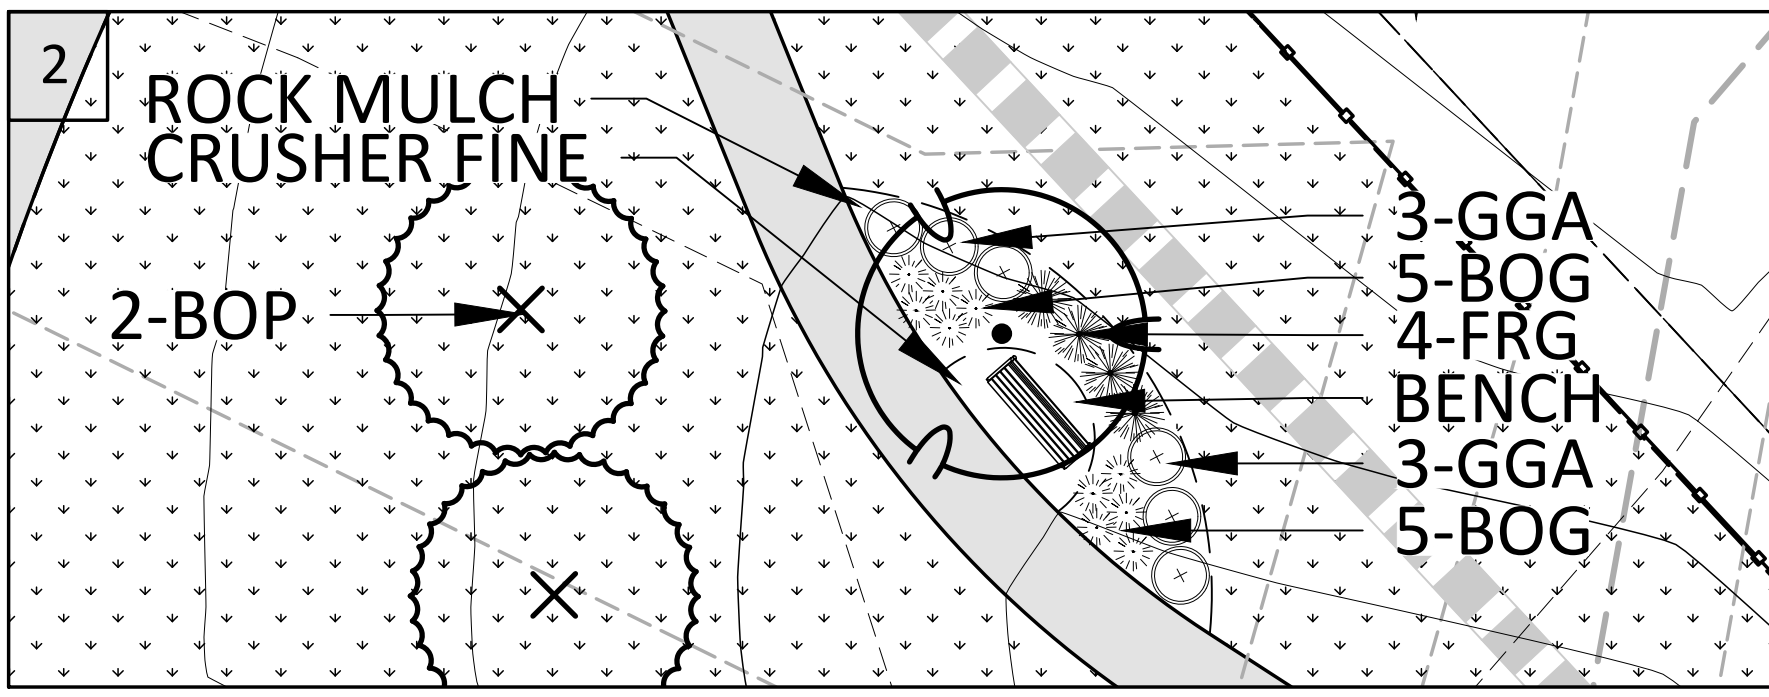 2
ROCK MULCH
CRUSHER FINE
2-BOP
3-GGA
5-BOG
4-FRG
BENCH
3-GGA
5-BOG